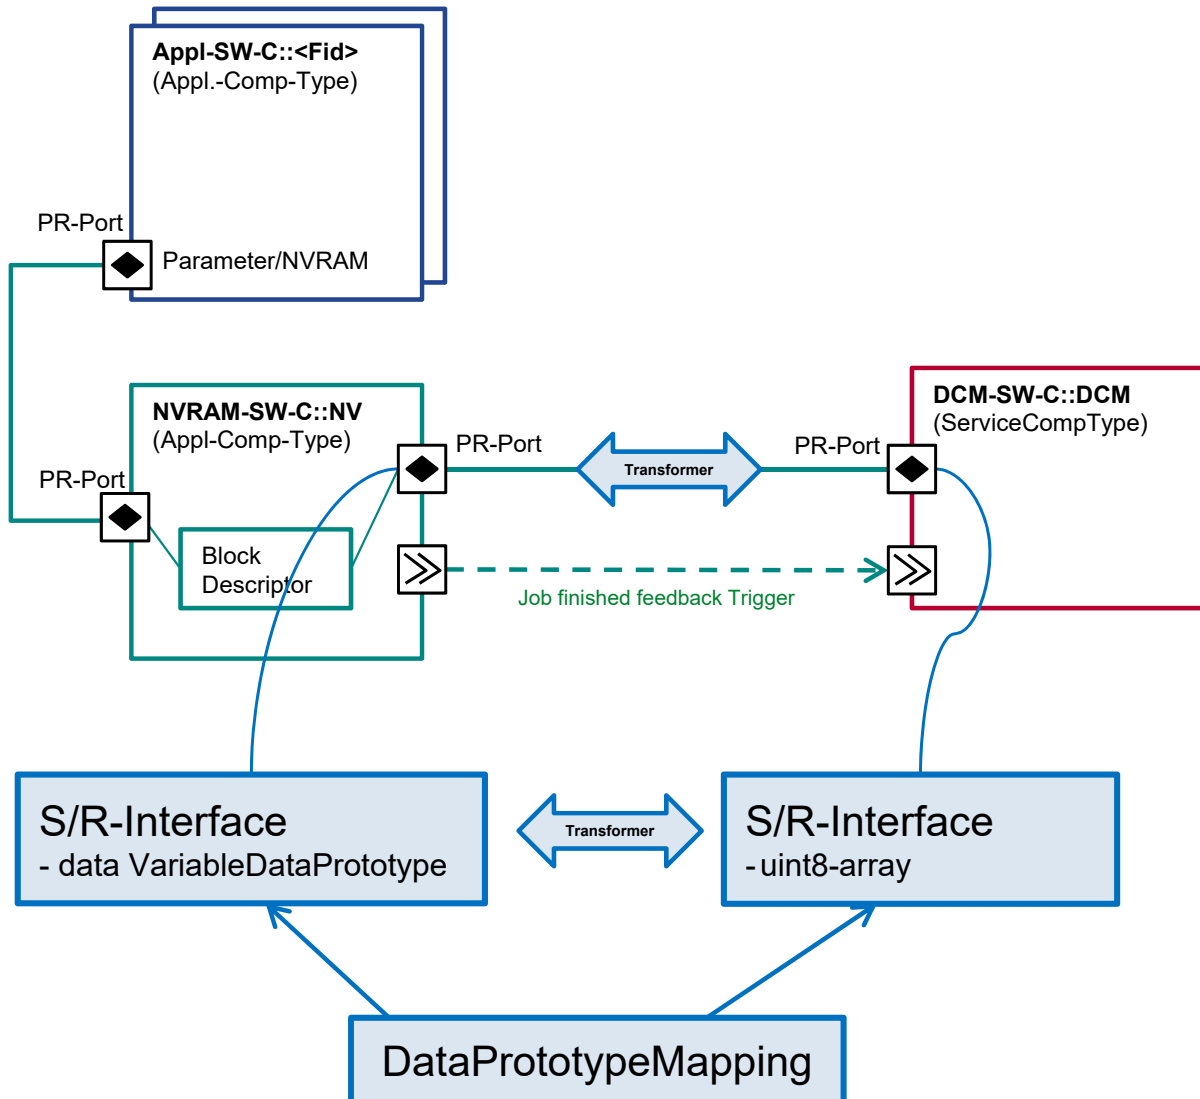 Appl-SW-C::<Fid>
(Appl.-Comp-Type)
PR-Port
Parameter/NVRAM
NVRAM-SW-C::NV
(Appl-Comp-Type)
PR-Port
PR-Port
Transformer
PR-Port
DCM-SW-C::DCM
(ServiceCompType)
Block
Descriptor
Job finished feedback Trigger
S/R-Interface
- data VariableDataPrototype
Transformer
S/R-Interface
- uint8-array
DataPrototypeMapping